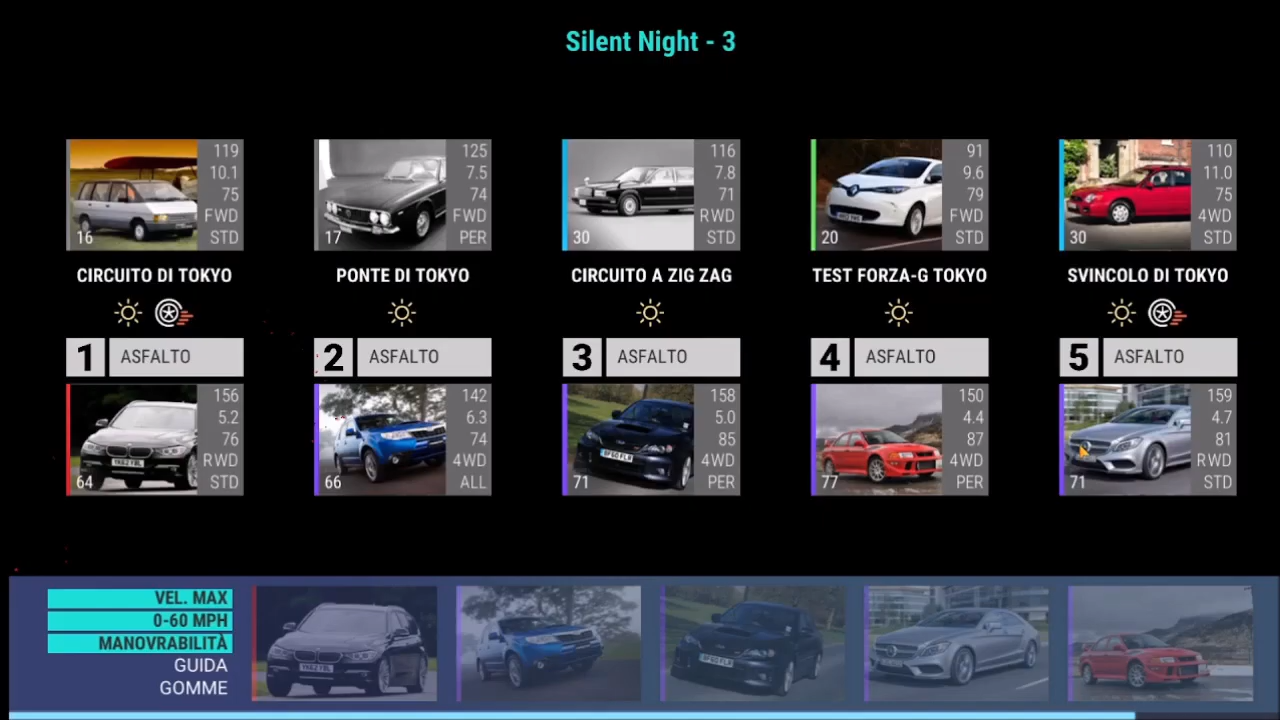 Silent Night - 3
119
10.1
75
FWD
16 STD
125
7.5
74
FWD
17 PER
116
7.8
71
RWD
30 STD
91
9.6
79
FWD
20 STD
110
11.0
75
4WD
30 STD
CIRCUITO DI TOKYO
PONTE DI TOKYO
CIRCUITO A ZIG ZAG
TEST FORZA-G TOKYO
SVINCOLO DI TOKYO
1 ASFALTO
2 ASFALTO
3 ASFALTO
4 ASFALTO
5 ASFALTO
156
5.2
76
RWD
64 STD
142
6.3
74
4WD
66 ALL
158
5.0
85
4WD
71 PER
150
4.4
87
4WD
77 PER
159
4.7
81
RWD
71 STD
VEL. MAX
0-60 MPH
MANOVRABILITÀ
GUIDA
GOMME